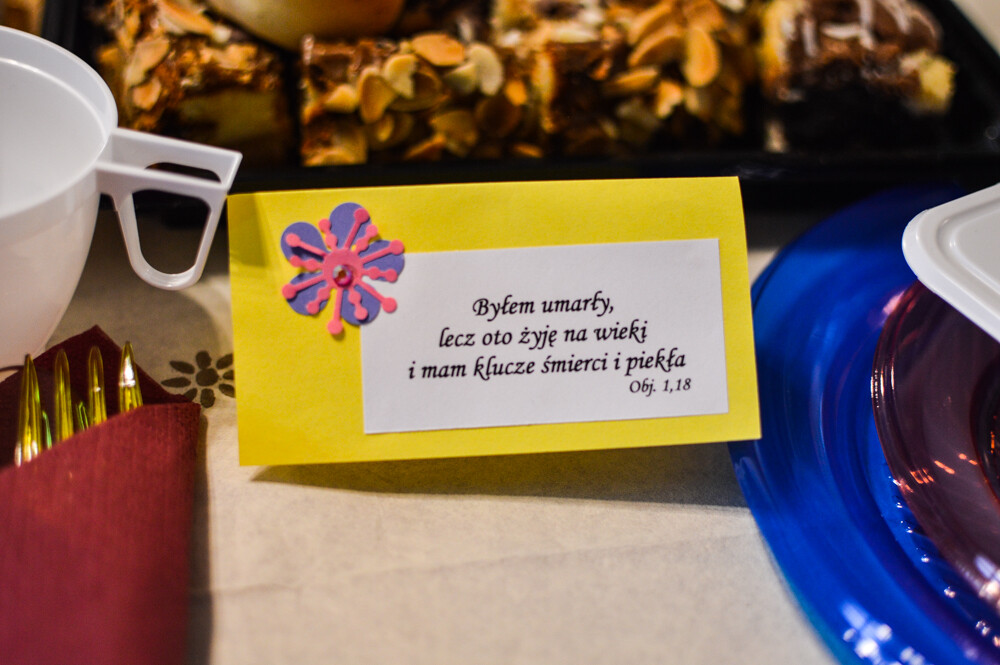 Byłem umarły,
lecz oto żyję na wieki
i mam klucze śmierci i piekła
Obj. 1,18